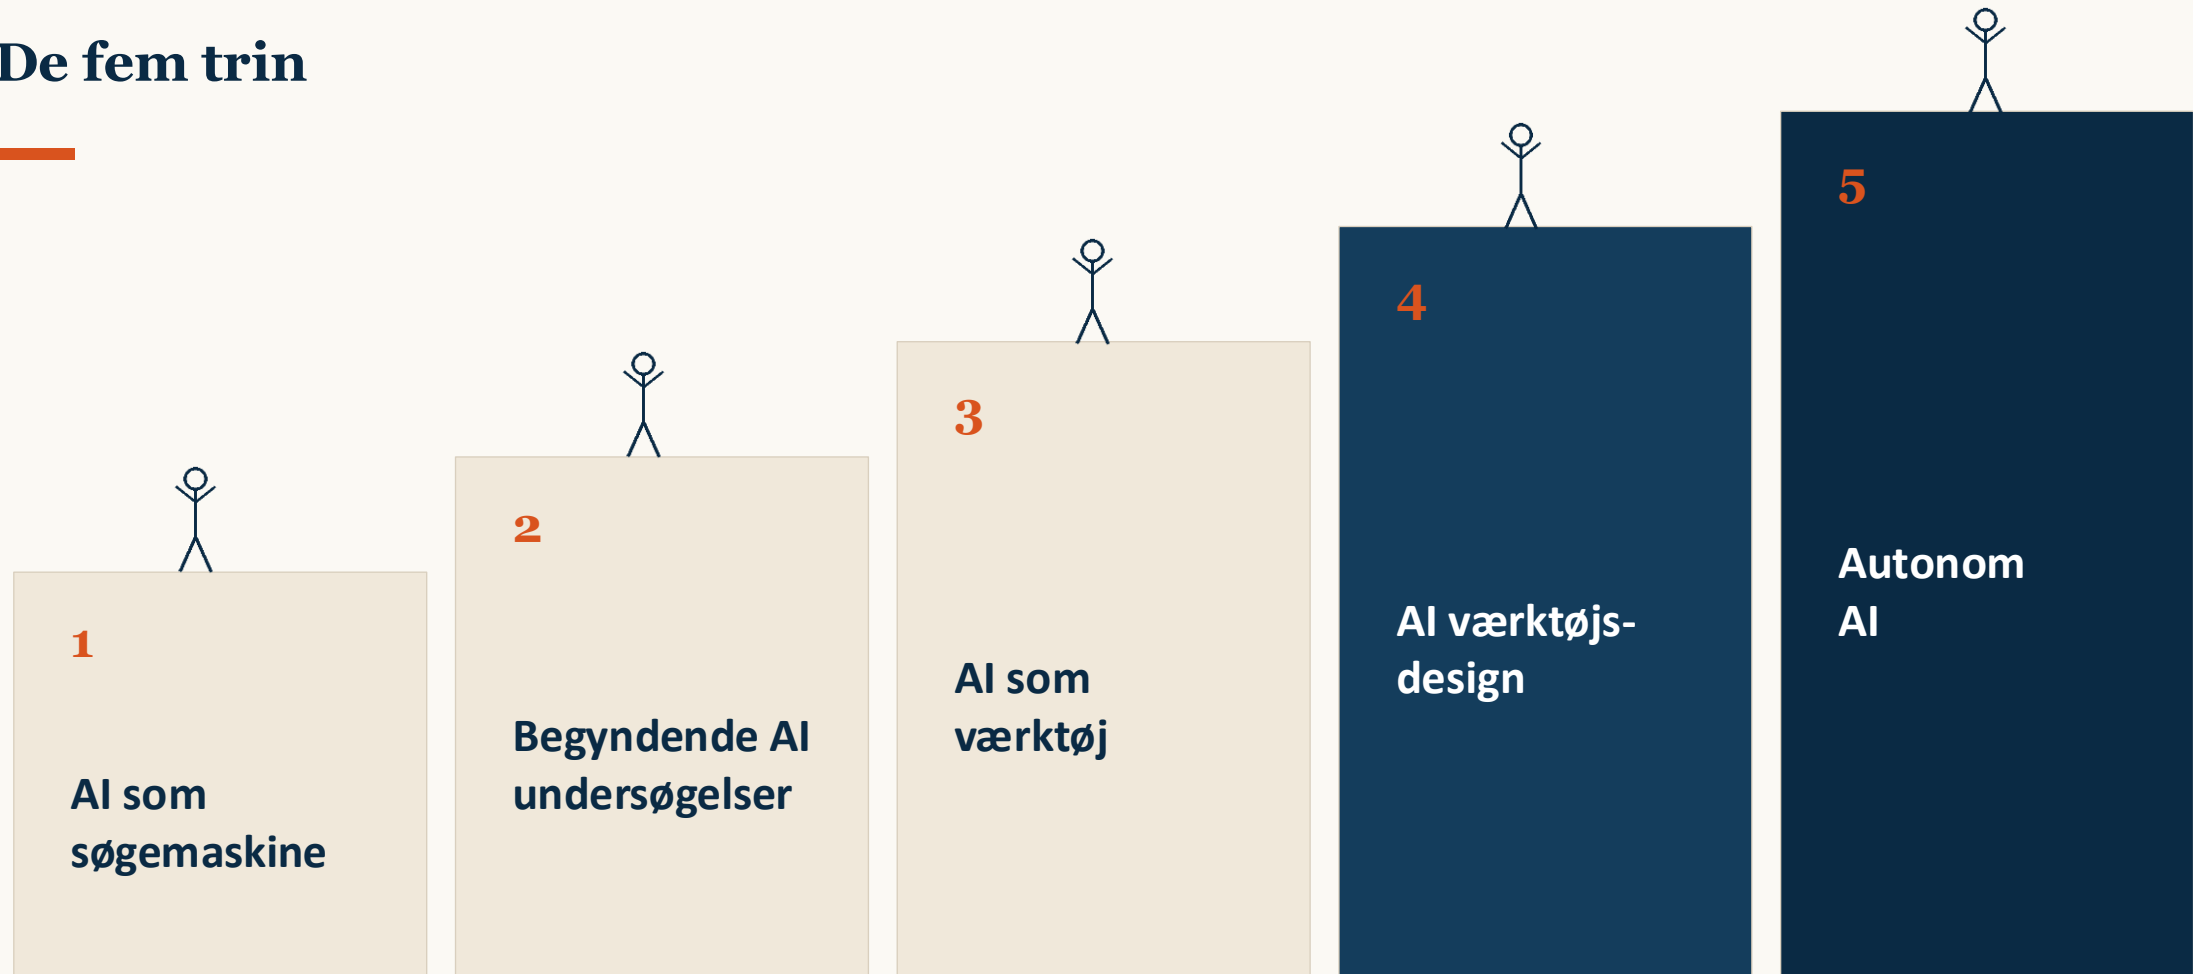 De fem trin
1
AI som
søgemaskine
2
Begyndende AI
undersøgelser
3
AI som
værktøj
4
AI værktøjs-
design
5
Autonom
AI